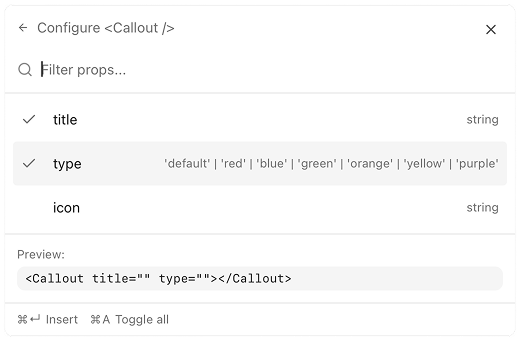 ← Configure <Callout />
Filter props...
title string
type 'default' | 'red' | 'blue' | 'green' | 'orange' | 'yellow' | 'purple'
icon string
Preview:
<Callout title="" type=""></Callout>
⌘↵ Insert ⌘A Toggle all